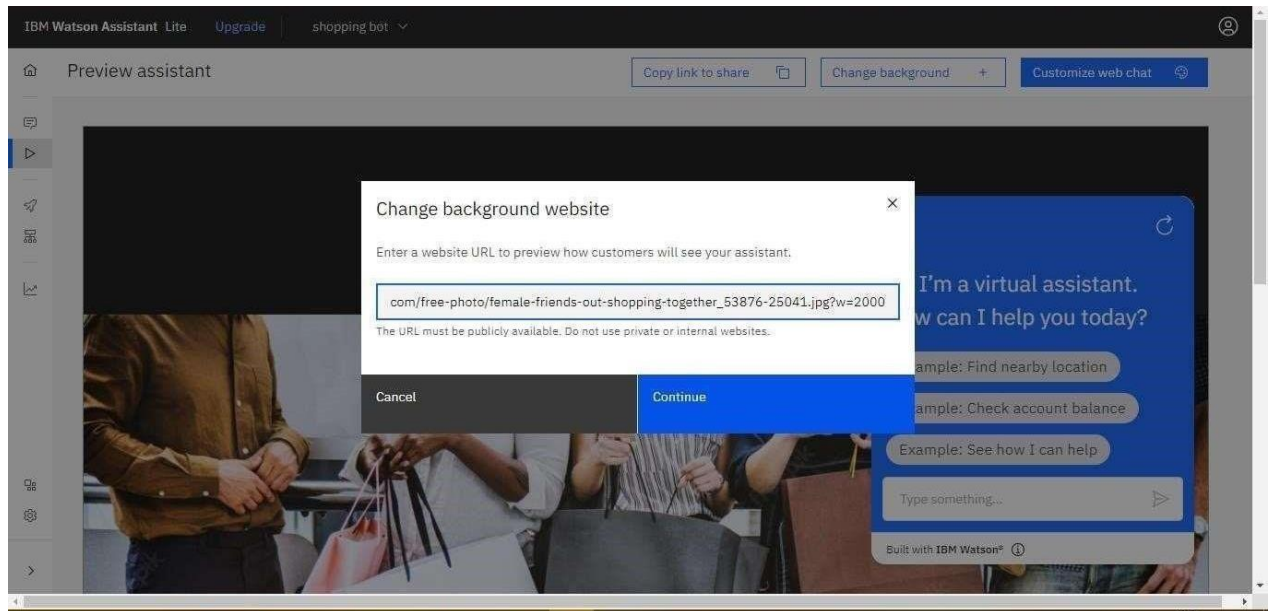 IBM Watson Assistant Lite Upgrade shopping bot
Preview assistant Copy link to share Change background + Customize web chat
Change background website
Enter a website URL to preview how customers will see your assistant.
com/free-photo/female-friends-out-shopping-together_53876-25041.jpg?w=2000
The URL must be publicly available. Do not use private or internal websites.
Cancel Continue
I'm a virtual assistant.
w can I help you today?
ample: Find nearby location
ample: Check account balance
Example: See how I can help
Type something...
Built with IBM Watson®